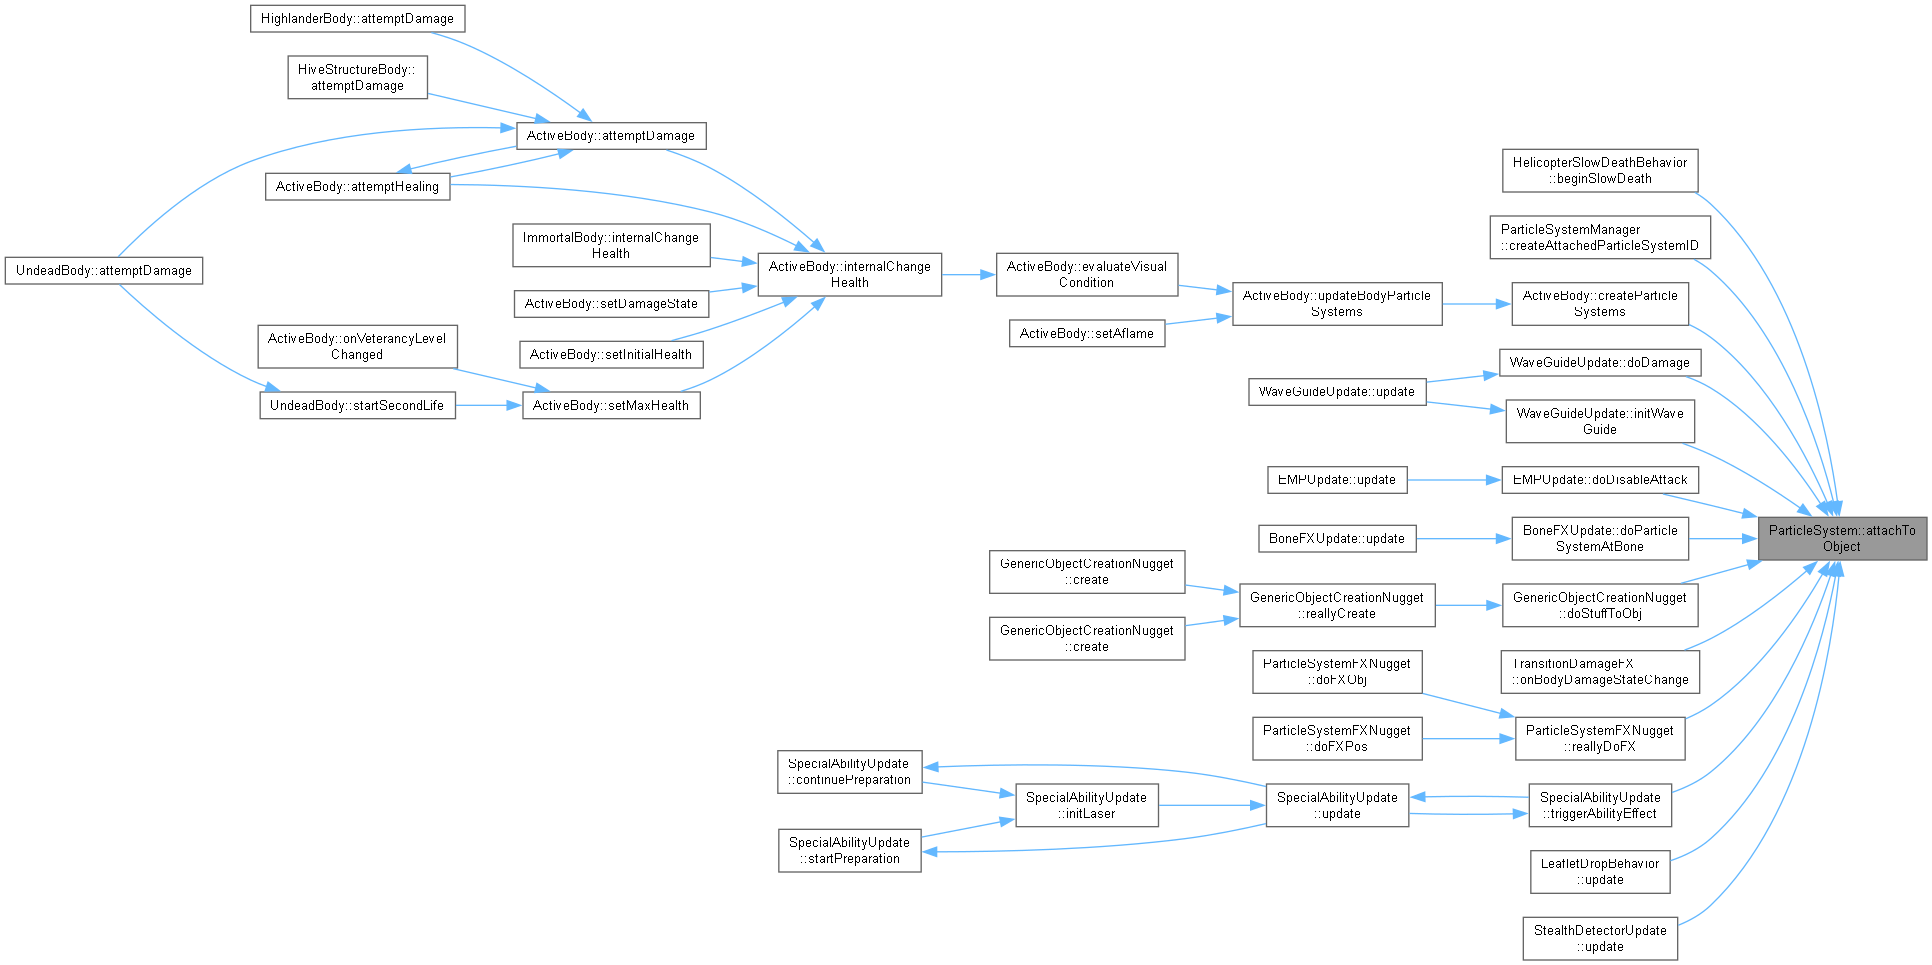 HighlanderBody::attemptDamage
HiveStructureBody::
attemptDamage
ActiveBody::attemptDamage
ActiveBody::attemptHealing
UndeadBody::attemptDamage
ImmortalBody::internalChange
Health
ActiveBody::setDamageState
ActiveBody::onVeterancyLevel
Changed
ActiveBody::setInitialHealth
UndeadBody::startSecondLife
ActiveBody::setMaxHealth
ActiveBody::internalChange
Health
ActiveBody::evaluateVisual
Condition
ActiveBody::setAflame
ActiveBody::updateBodyParticle
Systems
HelicopterSlowDeathBehavior
::beginSlowDeath
ParticleSystemManager
::createAttachedParticleSystemID
ActiveBody::createParticle
Systems
WaveGuideUpdate::doDamage
WaveGuideUpdate::update
WaveGuideUpdate::initWave
Guide
EMPUpdate::update
EMPUpdate::doDisableAttack
BoneFXUpdate::update
BoneFXUpdate::doParticle
SystemAtBone
ParticleSystem::attachTo
Object
GenericObjectCreationNugget
::create
GenericObjectCreationNugget
::create
GenericObjectCreationNugget
::reallyCreate
GenericObjectCreationNugget
::doStuffToObj
TransitionDamageFX
::onBodyDamageStateChange
ParticleSystemFXNugget
::doFXObj
ParticleSystemFXNugget
::doFXPos
ParticleSystemFXNugget
::reallyDoFX
SpecialAbilityUpdate
::continuePreparation
SpecialAbilityUpdate
::startPreparation
SpecialAbilityUpdate
::initLaser
SpecialAbilityUpdate
::update
SpecialAbilityUpdate
::triggerAbilityEffect
LeafletDropBehavior
::update
StealthDetectorUpdate
::update